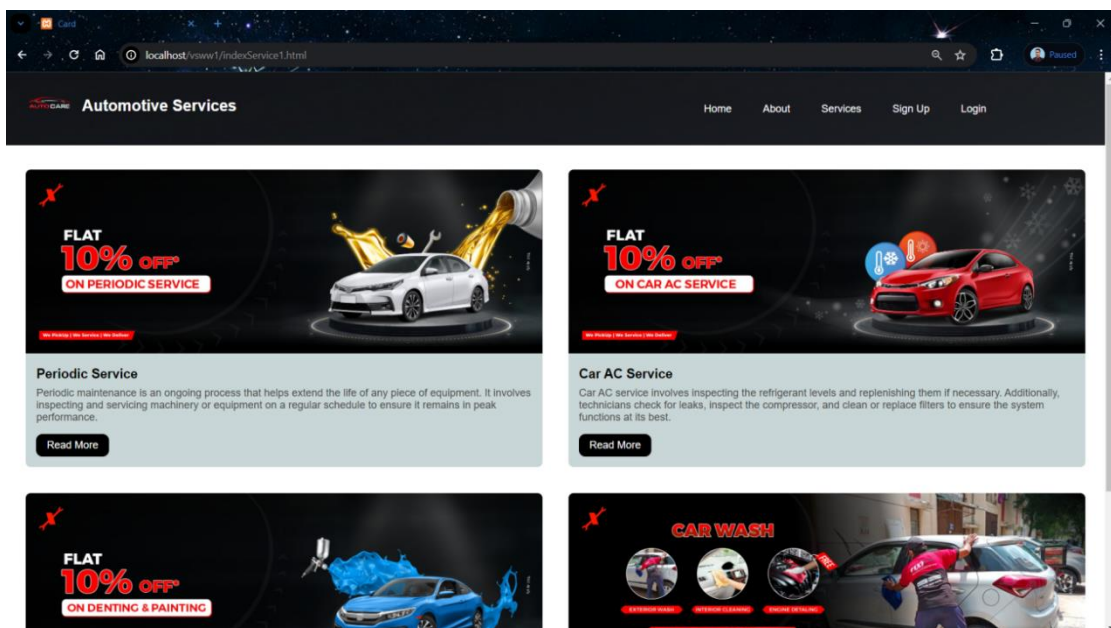 Card
localhost/vsww1/indexService1.html
Paused
AUTOCARE
Automotive Services
Home About Services Sign Up Login
FLAT
10% OFF*
ON PERIODIC SERVICE
We PickUp | We Service | We Deliver
Periodic Service
Periodic maintenance is an ongoing process that helps extend the life of any piece of equipment. It involves
inspecting and servicing machinery or equipment on a regular schedule to ensure it remains in peak
performance.
Read More
FLAT
10% OFF*
ON CAR AC SERVICE
We PickUp | We Service | We Deliver
Car AC Service
Car AC service involves inspecting the refrigerant levels and replenishing them if necessary. Additionally,
technicians check for leaks, inspect the compressor, and clean or replace filters to ensure the system
functions at its best.
Read More
FLAT
10% OFF*
ON DENTING & PAINTING
CAR WASH
FREE
EXTERIOR WASH INTERIOR CLEANING ENGINE DETALING